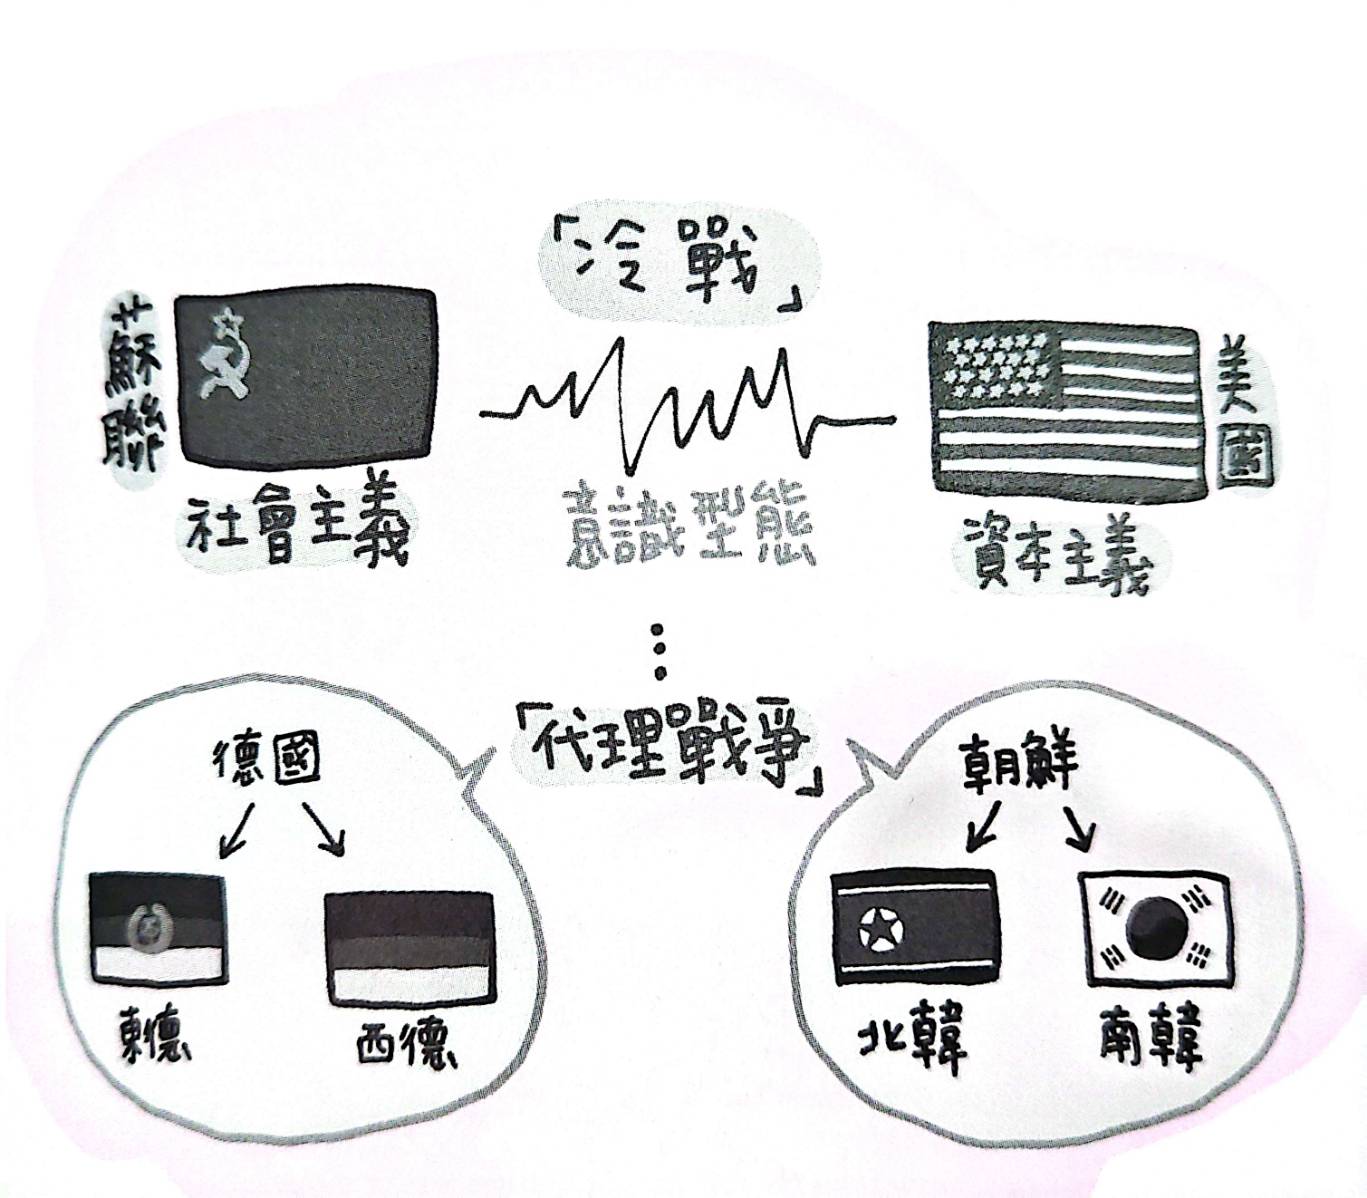 「冷戰」
蘇聯
美國
社會主義
意識型態
資本主義
「代理戰爭」
德國
東德
西德
朝鮮
北韓
南韓